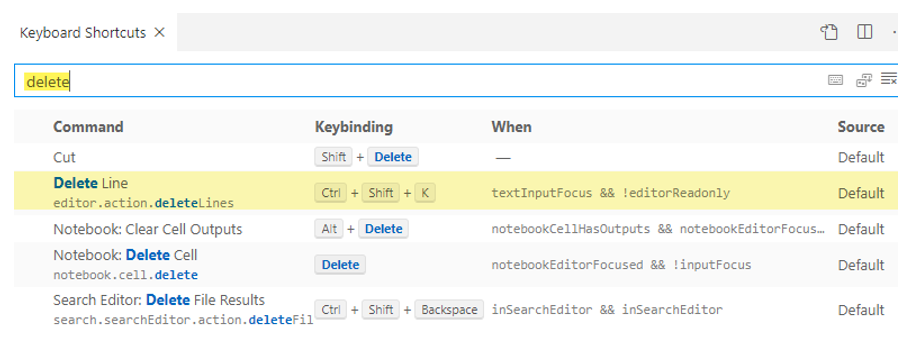 Keyboard Shortcuts
delete
Command Keybinding When Source
Cut Shift + Delete — Default
Delete Line
editor.action.deleteLines Ctrl + Shift + K textInputFocus && !editorReadonly Default
Notebook: Clear Cell Outputs Alt + Delete notebookCellHasOutputs && notebookEditorFocus… Default
Notebook: Delete Cell
notebook.cell.delete Delete notebookEditorFocused && !inputFocus Default
Search Editor: Delete File Results
search.searchEditor.action.deleteFil Ctrl + Shift + Backspace inSearchEditor && inSearchEditor Default